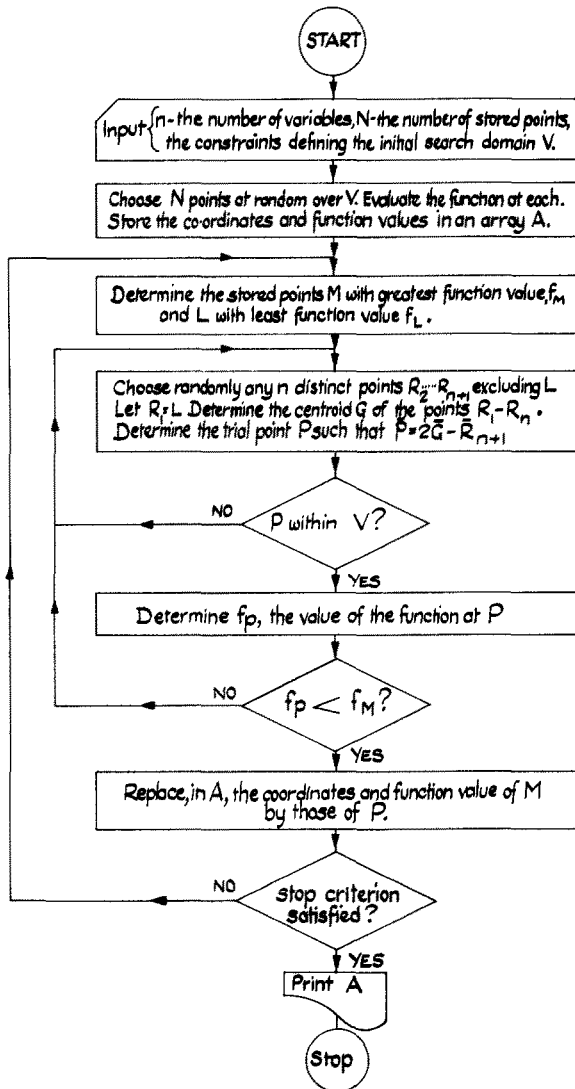 START
Input { n- the number of variables, N-the number of stored points,
the constraints defining the initial search domain V.
Choose N points at random over V. Evaluate the function at each.
Store the co-ordinates and function values in an array A.
Determine the stored points M with greatest function value, f_M
and L with least function value f_L.
Choose randomly any n distinct points R_2....R_n+1 excluding L
Let R_1=L. Determine the centroid G of the points R_1-R_n.
Determine the trial point P such that P̄=2Ḡ-R̄_n+1
NO
P within V?
YES
Determine fp, the value of the function at P
NO
fp < f_M?
YES
Replace, in A, the coordinates and function value of M
by those of P.
NO
stop criterion
satisfied?
YES
Print A
Stop